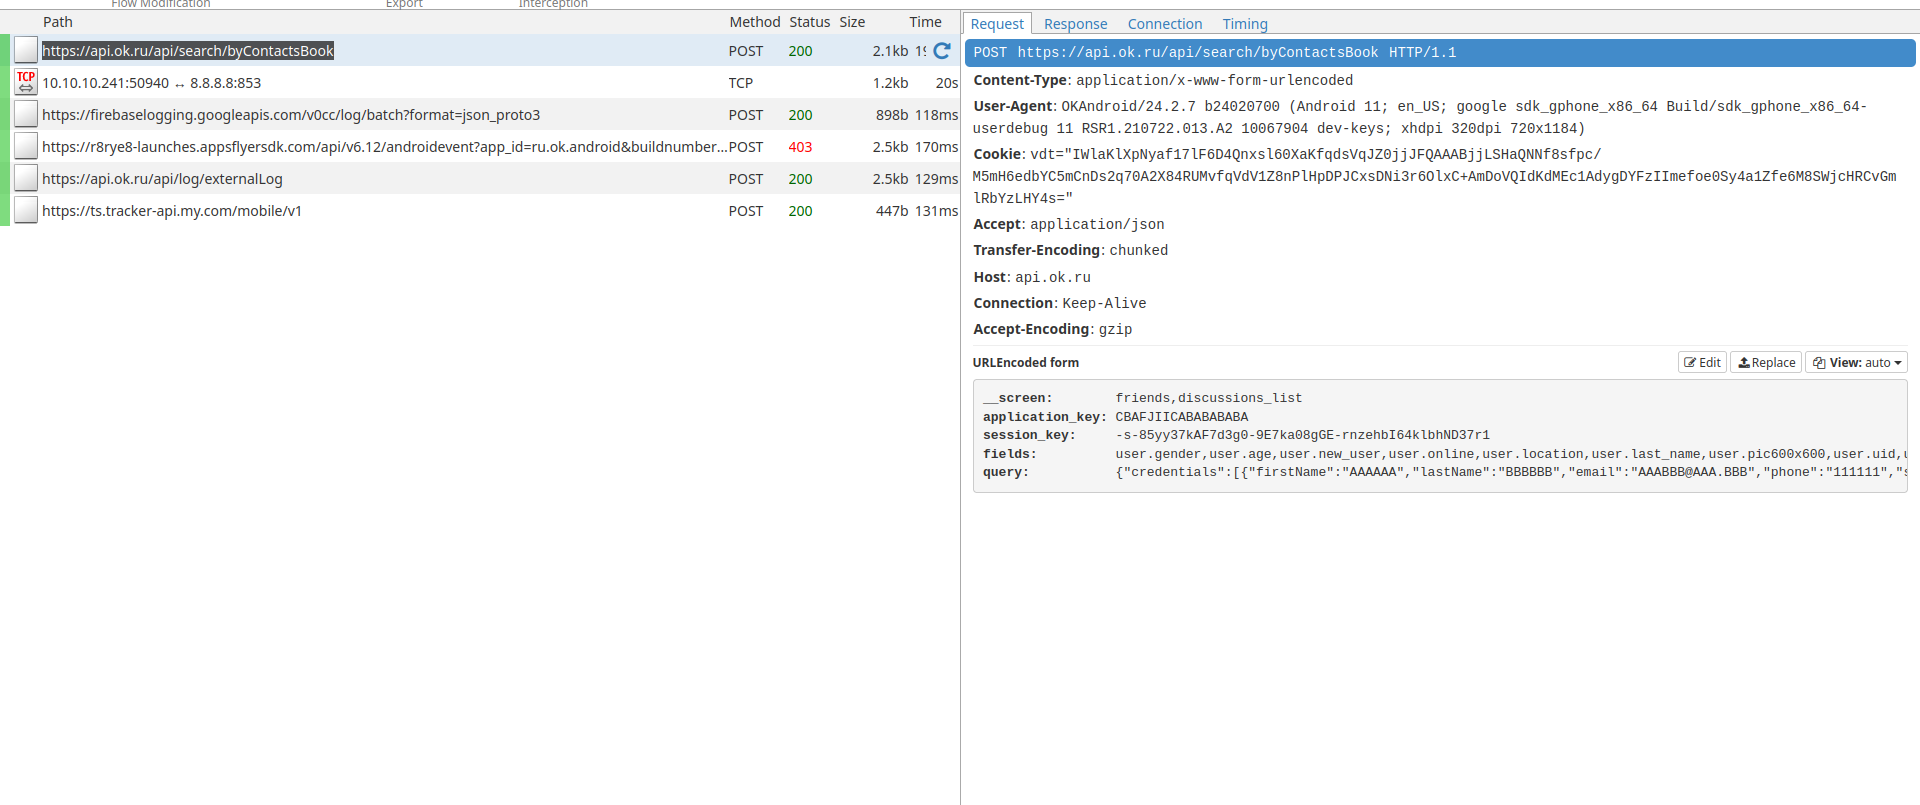 Flow Modification Export Interception
Path Method Status Size Time
https://api.ok.ru/api/search/byContactsBook POST 200 2.1kb
TCP 10.10.10.241:50940 ↔ 8.8.8.8:853 TCP 1.2kb 20s
https://firebaselogging.googleapis.com/v0cc/log/batch?format=json_proto3 POST 200 898b 118ms
https://r8rye8-launches.appsflyersdk.com/api/v6.12/androidevent?app_id=ru.ok.android&buildnumber... POST 403 2.5kb 170ms
https://api.ok.ru/api/log/externalLog POST 200 2.5kb 129ms
https://ts.tracker-api.my.com/mobile/v1 POST 200 447b 131ms
Request Response Connection Timing
POST https://api.ok.ru/api/search/byContactsBook HTTP/1.1
Content-Type: application/x-www-form-urlencoded
User-Agent: OKAndroid/24.2.7 b24020700 (Android 11; en_US; google sdk_gphone_x86_64 Build/sdk_gphone_x86_64-
userdebug 11 RSR1.210722.013.A2 10067904 dev-keys; xhdpi 320dpi 720x1184)
Cookie: vdt="IWlaKlXpNyaf17lF6D4Qnxsl60XaKfqdsVqJZ0jjJFQAAABjjLSHaQNNf8sfpc/
M5mH6edbYC5mCnDs2q70A2X84RUMvfqVdV1Z8nPlHpDPJCxsDNi3r6OlxC+AmDoVQIdKdMEc1AdygDYFzIImefoe0Sy4a1Zfe6M8SWjcHRCvGm
lRbYzLHY4s="
Accept: application/json
Transfer-Encoding: chunked
Host: api.ok.ru
Connection: Keep-Alive
Accept-Encoding: gzip
URLEncoded form Edit Replace View: auto
__screen: friends,discussions_list
application_key: CBAFJIICABABABABA
session_key: -s-85yy37kAF7d3g0-9E7ka08gGE-rnzehbI64klbhND37r1
fields: user.gender,user.age,user.new_user,user.online,user.location,user.last_name,user.pic600x600,user.uid,
query: {"credentials":[{"firstName":"AAAAAA","lastName":"BBBBBB","email":"AAABBB@AAA.BBB","phone":"111111","